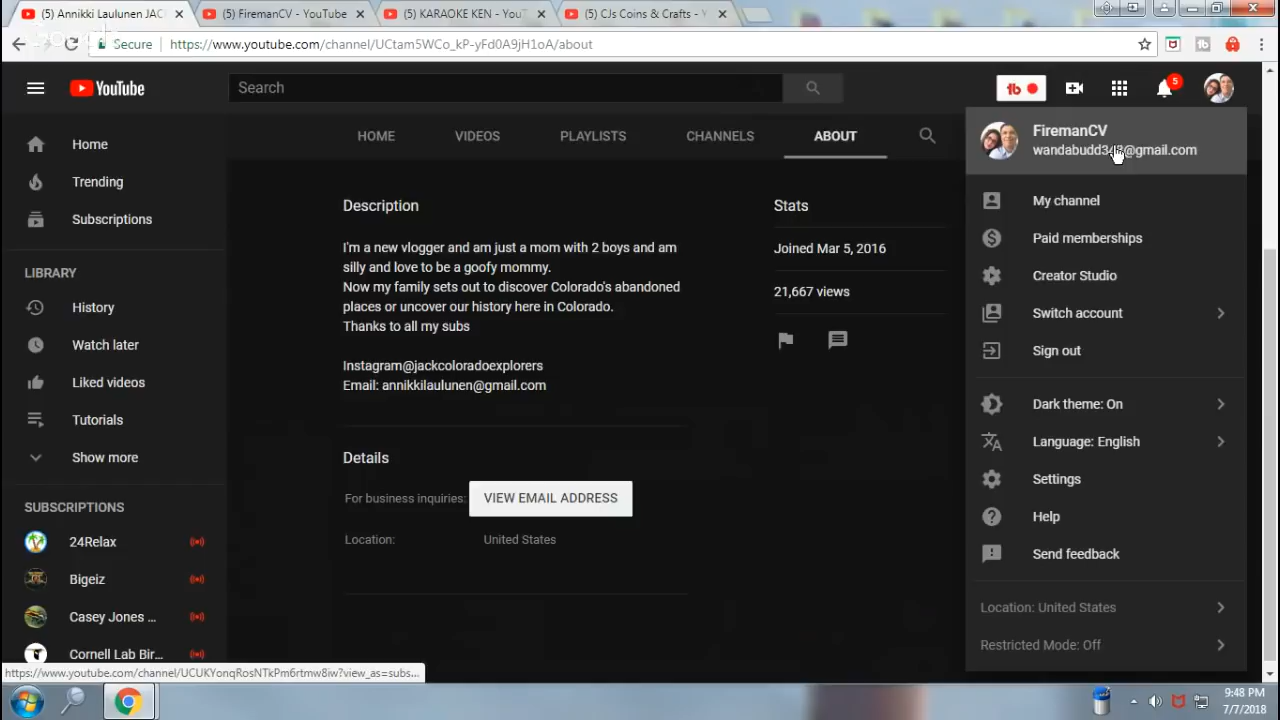 (5) Annikki Laulunen JAC
(5) FiremanCV - YouTube
(5) KARAOKE KEN - YouT
(5) CJs Coins & Crafts - Y
Secure
https://www.youtube.com/channel/UCtam5WCo_kP-yFd0A9jH1oA/about
YouTube
Search
tb
5
HOME
VIDEOS
PLAYLISTS
CHANNELS
ABOUT
Home
Trending
Subscriptions
LIBRARY
History
Watch later
Liked videos
Tutorials
Show more
SUBSCRIPTIONS
24Relax
Bigeiz
Casey Jones ...
Cornell Lab Bir...
Description
I'm a new vlogger and am just a mom with 2 boys and am
silly and love to be a goofy mommy.
Now my family sets out to discover Colorado's abandoned
places or uncover our history here in Colorado.
Thanks to all my subs
Instagram@jackcoloradoexplorers
Email: annikkilaulunen@gmail.com
Details
For business inquiries: VIEW EMAIL ADDRESS
Location: United States
Stats
Joined Mar 5, 2016
21,667 views
FiremanCV
My channel
Paid memberships
Creator Studio
Switch account
Sign out
Dark theme: On
Language: English
Settings
Help
Send feedback
Location: United States
Restricted Mode: Off
https://www.youtube.com/channel/UCUKYonqRosNTkPm6rtmw8iw?view_as=subs...
9:48 PM
7/7/2018